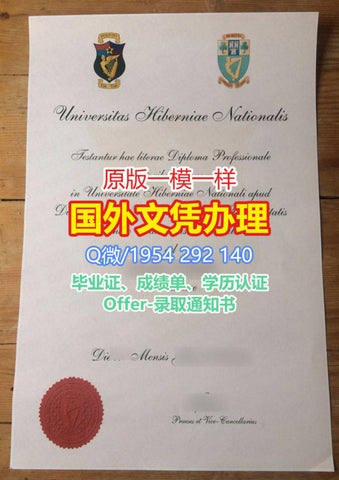 Universitas Hiberniae Nationalis
Testantur hae literae Diploma Professionale
原版一模一样
in Universitate Hiberniae Nationali apud
国外文凭办理
Q微/1954 292 140
毕业证、成绩单、学历认证
Offer-录取通知书
Die ... Mensis
Praeses et Vice-Cancellarius